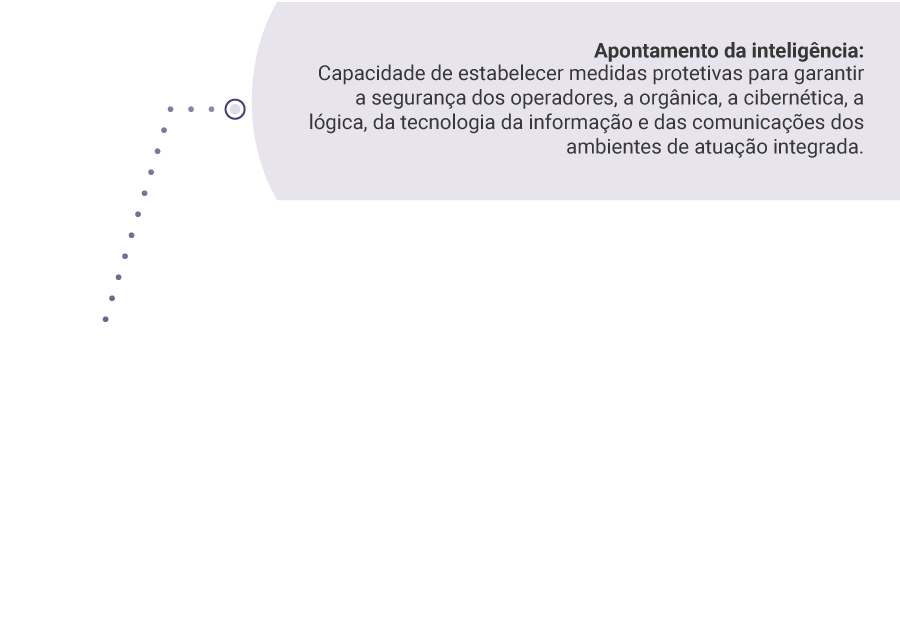 Apontamento da inteligência:
Capacidade de estabelecer medidas protetivas para garantir
a segurança dos operadores, a orgânica, a cibernética, a
lógica, da tecnologia da informação e das comunicações dos
ambientes de atuação integrada.